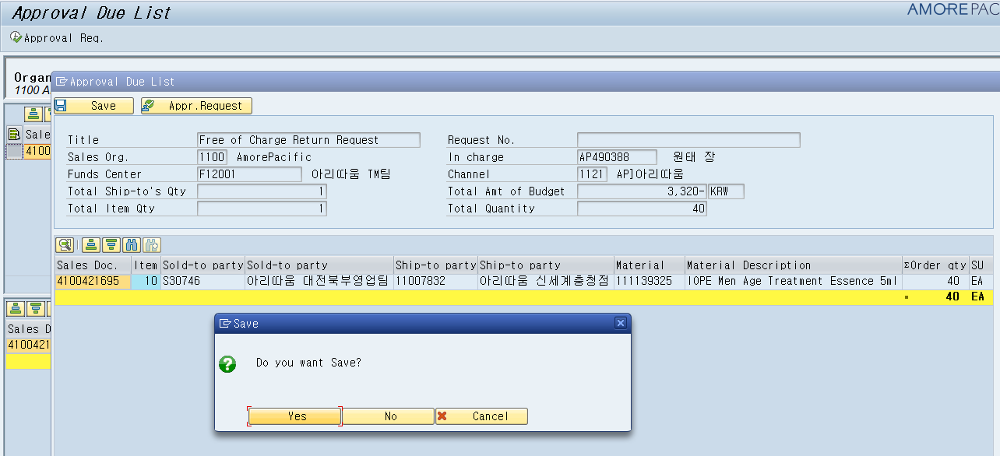 Approval Due List
AMOREPAC
Approval Req.
Organ
1100 A
Approval Due List
Save Appr.Request
Sale
4100
Title Free of Charge Return Request Request No.
Sales Org. 1100 AmorePacific In charge AP490388 원태 장
Funds Center F12001 아리따움 TM팀 Channel 1121 AP]아리따움
Total Ship-to's Qty 1 Total Amt of Budget 3,320- KRW
Total Item Qty 1 Total Quantity 40
Sales Doc. Item Sold-to party Sold-to party Ship-to party Ship-to party Material Material Description ΣOrder qty SU
4100421695 10 S30746 아리따움 대전북부영업팀 11007832 아리따움 신세계충청점 111139325 IOPE Men Age Treatment Essence 5ml 40 EA
40 EA
Sales D
4100421
Save
Do you want Save?
Yes No Cancel